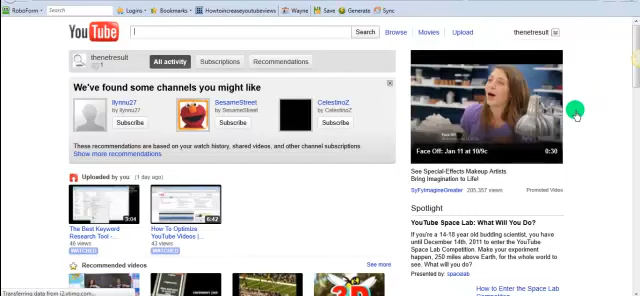 RoboForm Search Logins Bookmarks Howtoincreaseyoutubeviews Wayne Save Generate Sync
YouTube Search Browse Movies Upload thenetresult
thenetresult
1
All activity Subscriptions Recommendations
We've found some channels you might like
llynnu27
by llynnu27
Subscribe
SesameStreet
by SesameStreet
Subscribe
CelestinoZ
by CelestinoZ
Subscribe
These recommendations are based on your watch history, shared videos, and other channel subscriptions.
Show more recommendations
Uploaded by you (1 day ago)
3:04
6:42
The Best Keyword
Research Tool - ...
46 views
WATCHED
How To Optimize
YouTube Videos | ...
43 views
WATCHED
Recommended videos See more
3D
Transferring data from i2.ytimg.com...
Face Off
Face Off: Jan 11 at 10/9c 0:30
See Special-Effects Makeup Artists
Bring Imagination to Life!
SyFyImagineGreater 205,357 views Promoted Video
Spotlight
YouTube Space Lab: What Will You Do?
If you're a 14-18 year old budding scientist, you have
until December 14th, 2011 to enter the YouTube
Space Lab Competition. Make your experiment
happen, 250 miles above Earth, for the whole world to
see. What will you do?
Presented by: spacelab
How to Enter the Space Lab